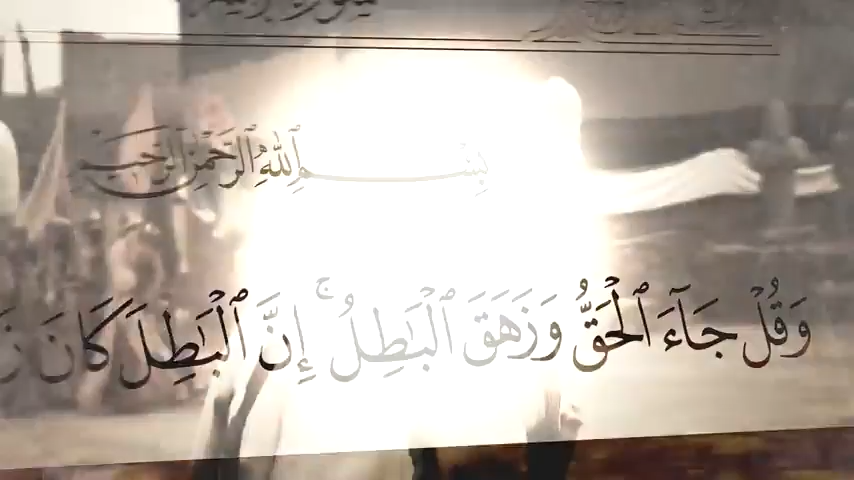 بِسْمِ ٱللَّهِ ٱلرَّحْمَٰنِ ٱلرَّحِيمِ
وَقُلْ جَآءَ ٱلْحَقُّ وَزَهَقَ ٱلْبَٰطِلُ ۚ إِنَّ ٱلْبَٰطِلَ كَانَ